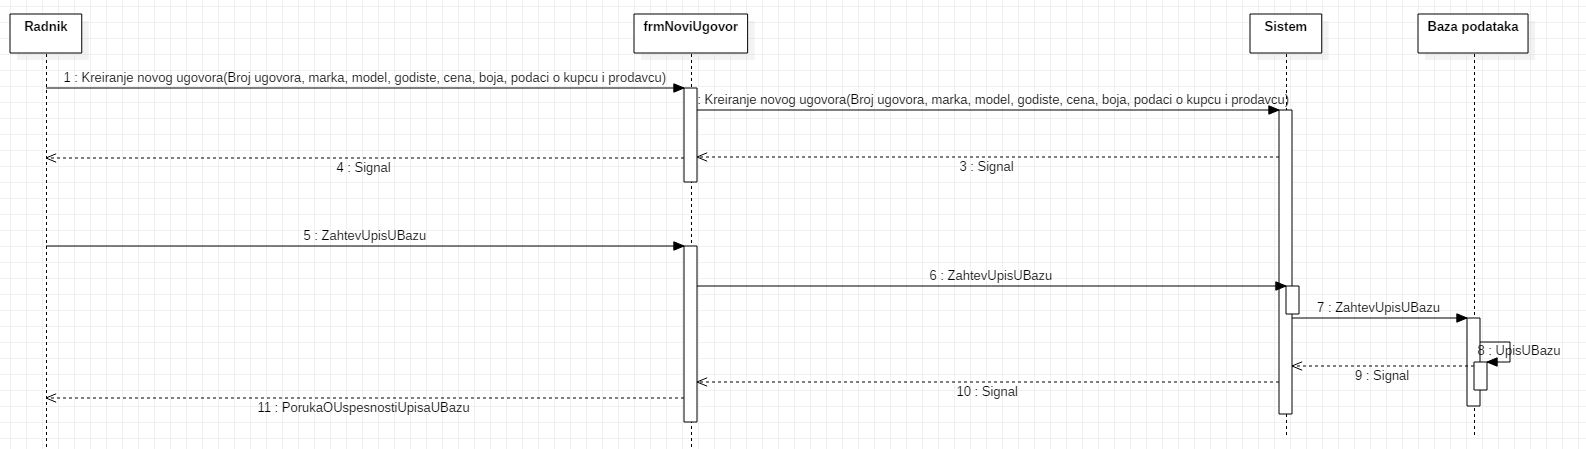 Radnik
frmNoviUgovor
Sistem
Baza podataka
1 : Kreiranje novog ugovora(Broj ugovora, marka, model, godiste, cena, boja, podaci o kupcu i prodavcu)
: Kreiranje novog ugovora(Broj ugovora, marka, model, godiste, cena, boja, podaci o kupcu i prodavcu)
3 : Signal
4 : Signal
5 : ZahtevUpisUBazu
6 : ZahtevUpisUBazu
7 : ZahtevUpisUBazu
8 : UpisUBazu
9 : Signal
10 : Signal
11 : PorukaOUspesnostiUpisaUBazu